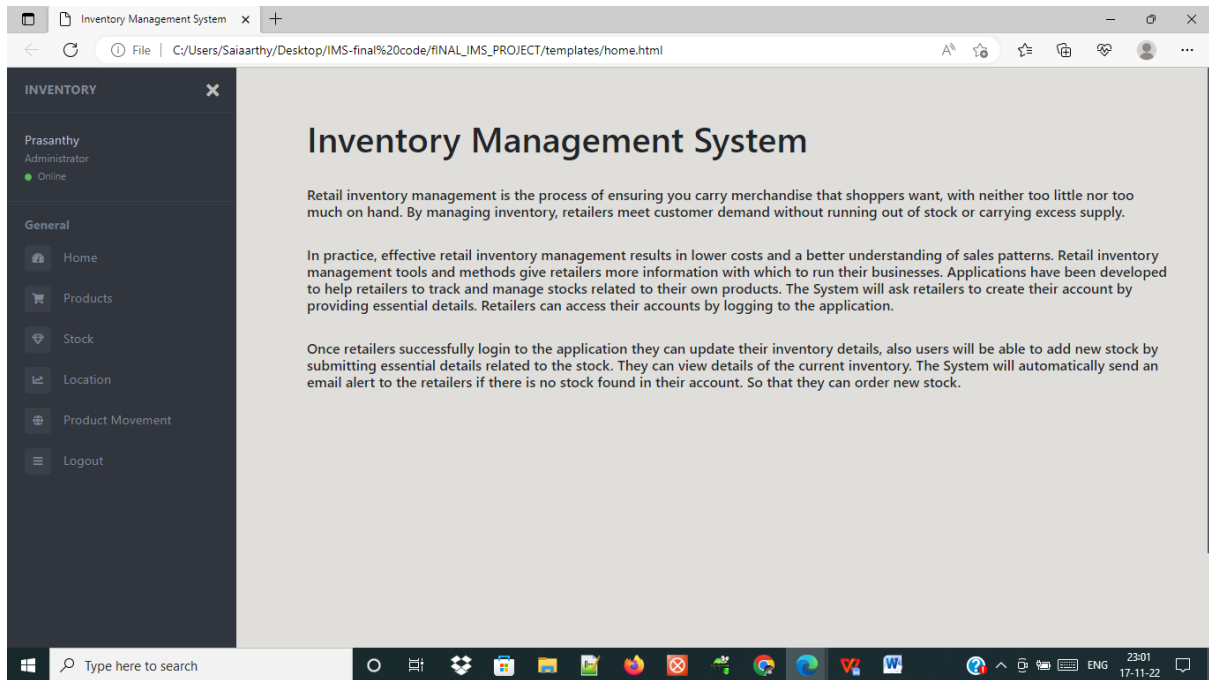 Inventory Management System
File
C:/Users/Saiaarthy/Desktop/IMS-final%20code/fINAL_IMS_PROJECT/templates/home.html
INVENTORY
Prasanthy
Administrator
Online
General
Home
Products
Stock
Location
Product Movement
Logout
Inventory Management System
Retail inventory management is the process of ensuring you carry merchandise that shoppers want, with neither too little nor too
much on hand. By managing inventory, retailers meet customer demand without running out of stock or carrying excess supply.
In practice, effective retail inventory management results in lower costs and a better understanding of sales patterns. Retail inventory
management tools and methods give retailers more information with which to run their businesses. Applications have been developed
to help retailers to track and manage stocks related to their own products. The System will ask retailers to create their account by
providing essential details. Retailers can access their accounts by logging to the application.
Once retailers successfully login to the application they can update their inventory details, also users will be able to add new stock by
submitting essential details related to the stock. They can view details of the current inventory. The System will automatically send an
email alert to the retailers if there is no stock found in their account. So that they can order new stock.
Type here to search
ENG
23:01
17-11-22